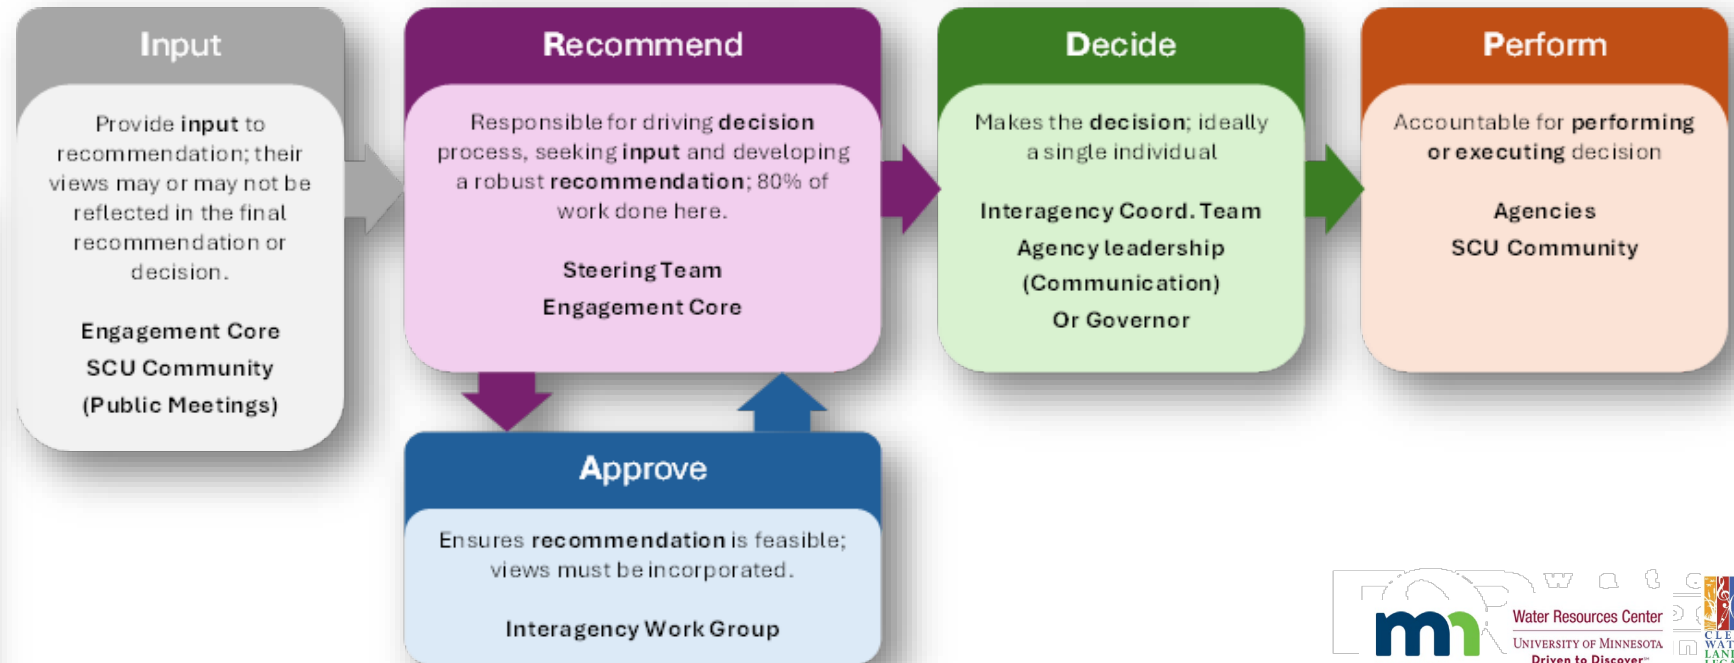 Input
Provide input to
recommendation; their
views may or may not be
reflected in the final
recommendation or
decision.
Engagement Core
SCU Community
(Public Meetings)
Recommend
Responsible for driving decision
process, seeking input and developing
a robust recommendation; 80% of
work done here.
Steering Team
Engagement Core
Approve
Ensures recommendation is feasible;
views must be incorporated.
Interagency Work Group
Decide
Makes the decision; ideally
a single individual
Interagency Coord. Team
Agency leadership
(Communication)
Or Governor
Perform
Accountable for performing
or executing decision
Agencies
SCU Community
Water Resources Center
UNIVERSITY OF MINNESOTA
Driven to Discover